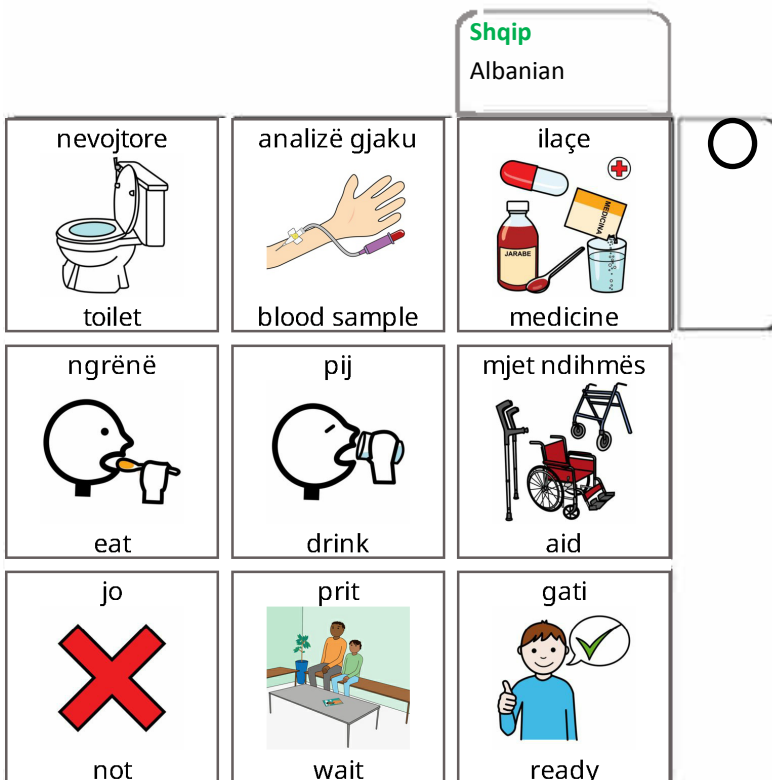 Shqip
Albanian
nevojtore
toilet
analizë gjaku
blood sample
ilaçe
MEDICINA
JARABE
medicine
ngrënë
eat
pij
drink
mjet ndihmës
aid
jo
not
prit
wait
gati
ready